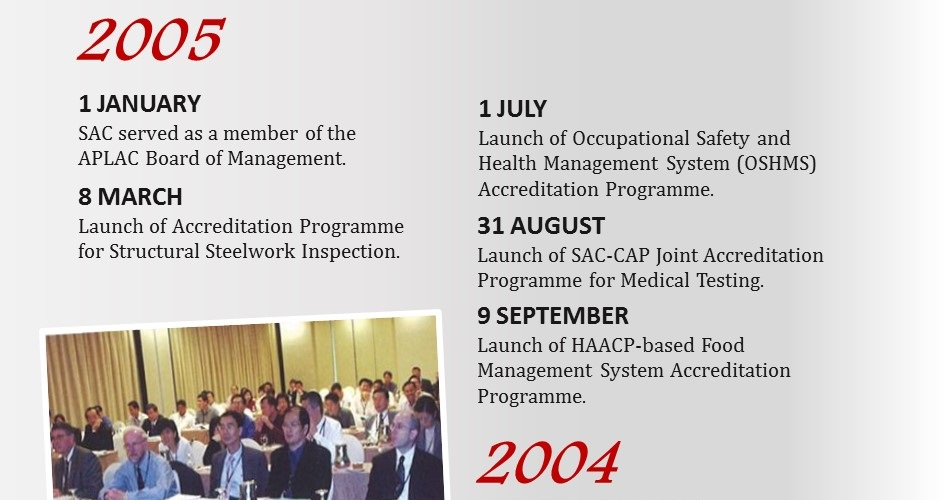 2005
1 JANUARY
SAC served as a member of the
APLAC Board of Management.
8 MARCH
Launch of Accreditation Programme
for Structural Steelwork Inspection.
1 JULY
Launch of Occupational Safety and
Health Management System (OSHMS)
Accreditation Programme.
31 AUGUST
Launch of SAC-CAP Joint Accreditation
Programme for Medical Testing.
9 SEPTEMBER
Launch of HAACP-based Food
Management System Accreditation
Programme.
2004